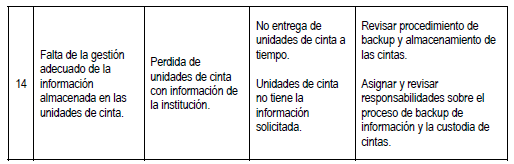 14
Falta de la gestión
adecuado de la
información
almacenada en las
unidades de cinta.
Perdida de
unidades de cinta
con información de
la institución.
No entrega de
unidades de cinta a
tiempo.
Unidades de cinta
no tiene la
información
solicitada.
Revisar procedimiento de
backup y almacenamiento de
las cintas.
Asignar y revisar
responsabilidades sobre el
proceso de backup de
información y la custodia de
cintas.